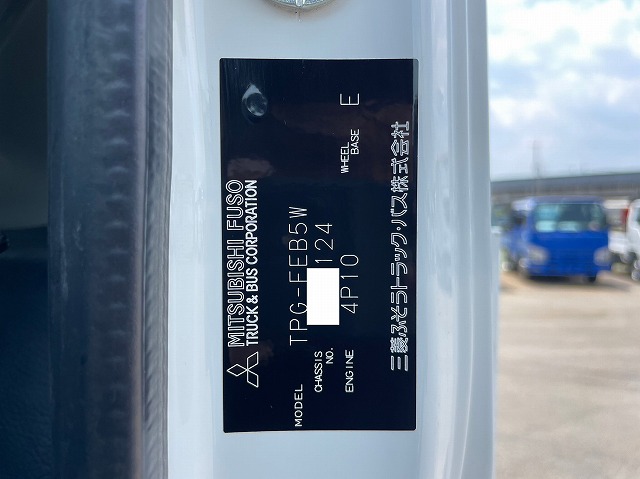 MITSUBISHI FUSO
TRUCK & BUS CORPORATION
MODEL TPG-FEB5W
CHASSIS NO. 124
ENGINE 4P10
WHEEL BASE E
三菱ふそうトラック・バス株式会社